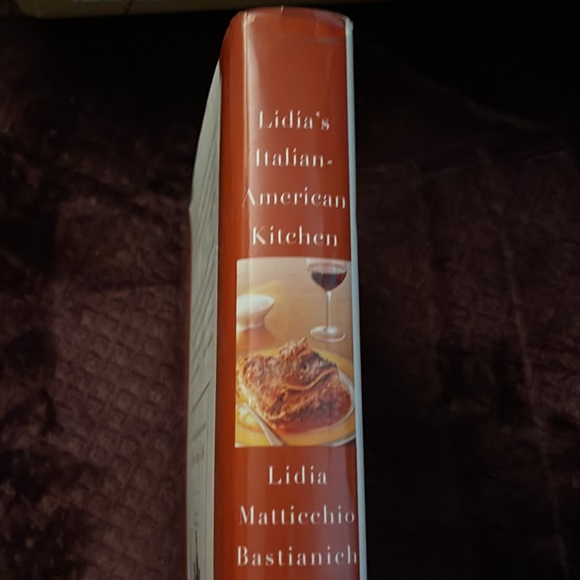 Lidia's
Italian-
American
Kitchen
Lidia
Matticchio
Bastianich